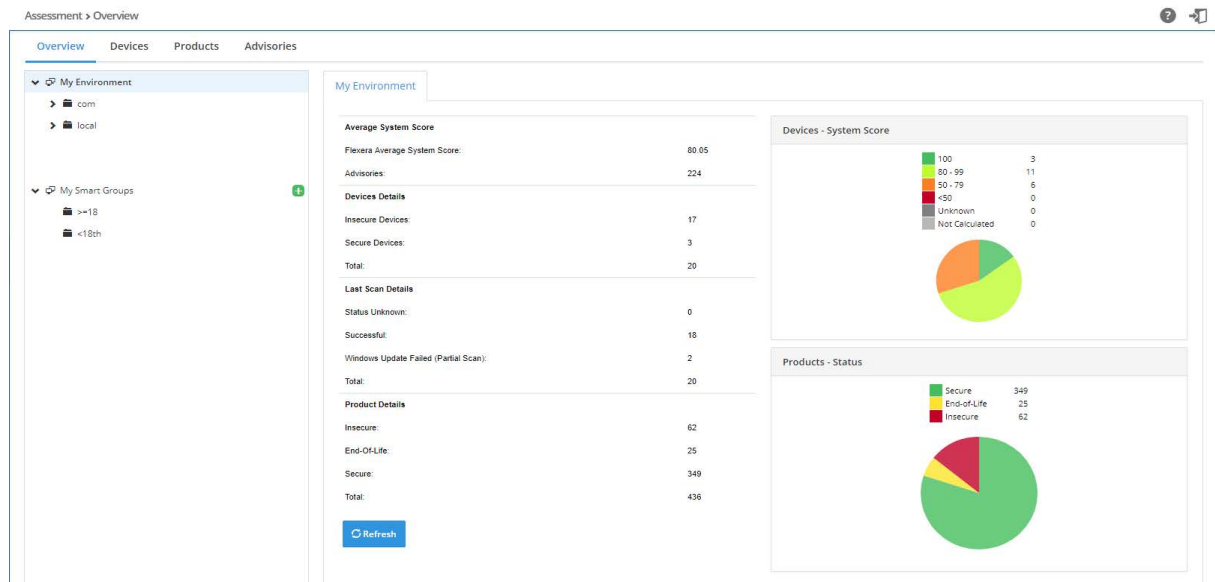 Assessment > Overview
Overview Devices Products Advisories
My Environment
com
local
My Smart Groups
>=18
<18th
My Environment
Average System Score
Flexera Average System Score: 80.05
Advisories: 224
Devices Details
Insecure Devices: 17
Secure Devices: 3
Total: 20
Last Scan Details
Status Unknown: 0
Successful: 18
Windows Update Failed (Partial Scan): 2
Total: 20
Product Details
Insecure: 62
End-Of-Life: 25
Secure: 349
Total: 436
Refresh
Devices - System Score
100 3
80 - 99 11
50 - 79 6
<50 0
Unknown 0
Not Calculated 0
Products - Status
Secure 349
End-of-Life 25
Insecure 62